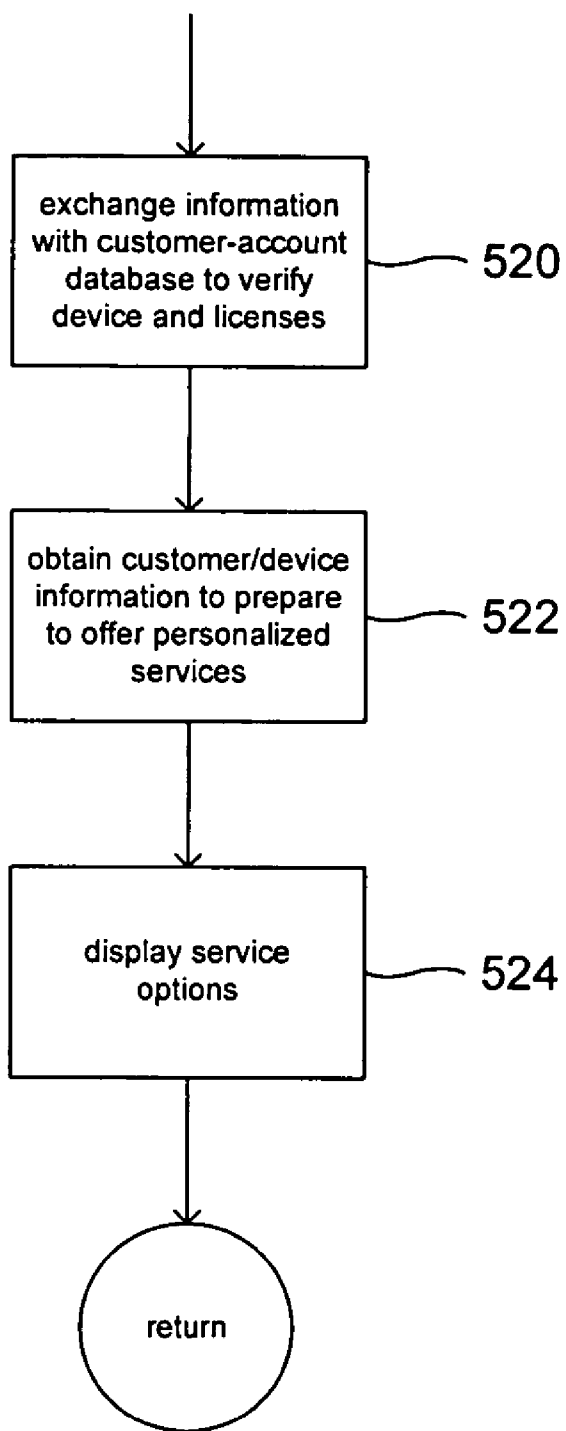 exchange information
with customer-account
database to verify
device and licenses
520
obtain customer/device
information to prepare
to offer personalized
services
522
display service
options
524
return